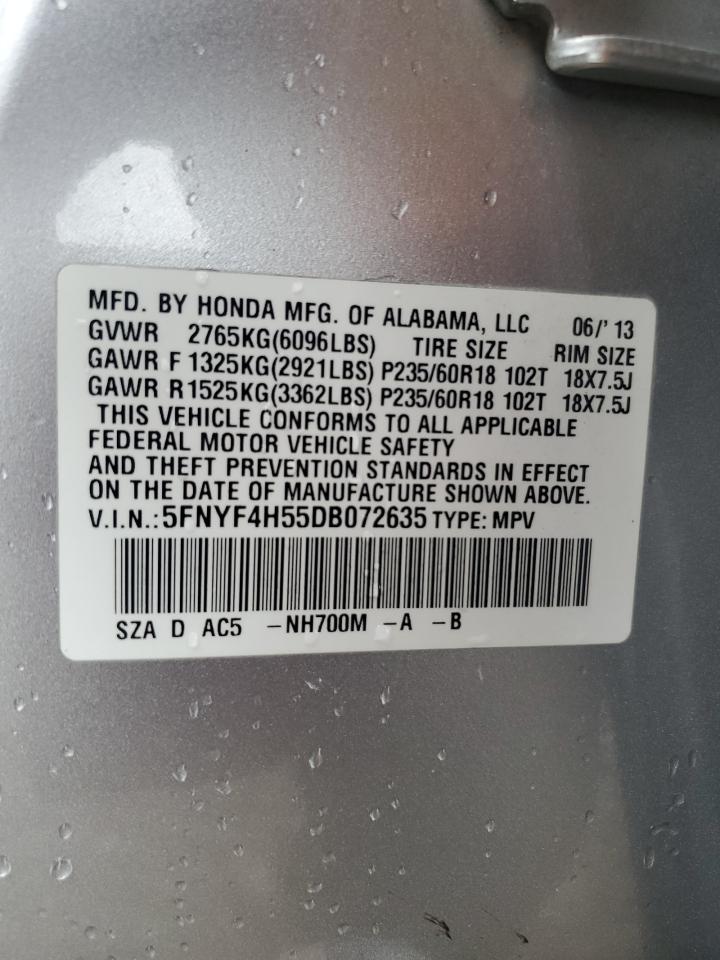 MFD. BY HONDA MFG. OF ALABAMA, LLC 06/' 13
GVWR 2765KG(6096LBS) TIRE SIZE RIM SIZE
GAWR F 1325KG(2921LBS) P235/60R18 102T 18X7.5J
GAWR R1525KG(3362LBS) P235/60R18 102T 18X7.5J
THIS VEHICLE CONFORMS TO ALL APPLICABLE
FEDERAL MOTOR VEHICLE SAFETY
AND THEFT PREVENTION STANDARDS IN EFFECT
ON THE DATE OF MANUFACTURE SHOWN ABOVE.
V.I.N.:5FNYF4H55DB072635 TYPE: MPV
SZA D AC5 -NH700M -A -B